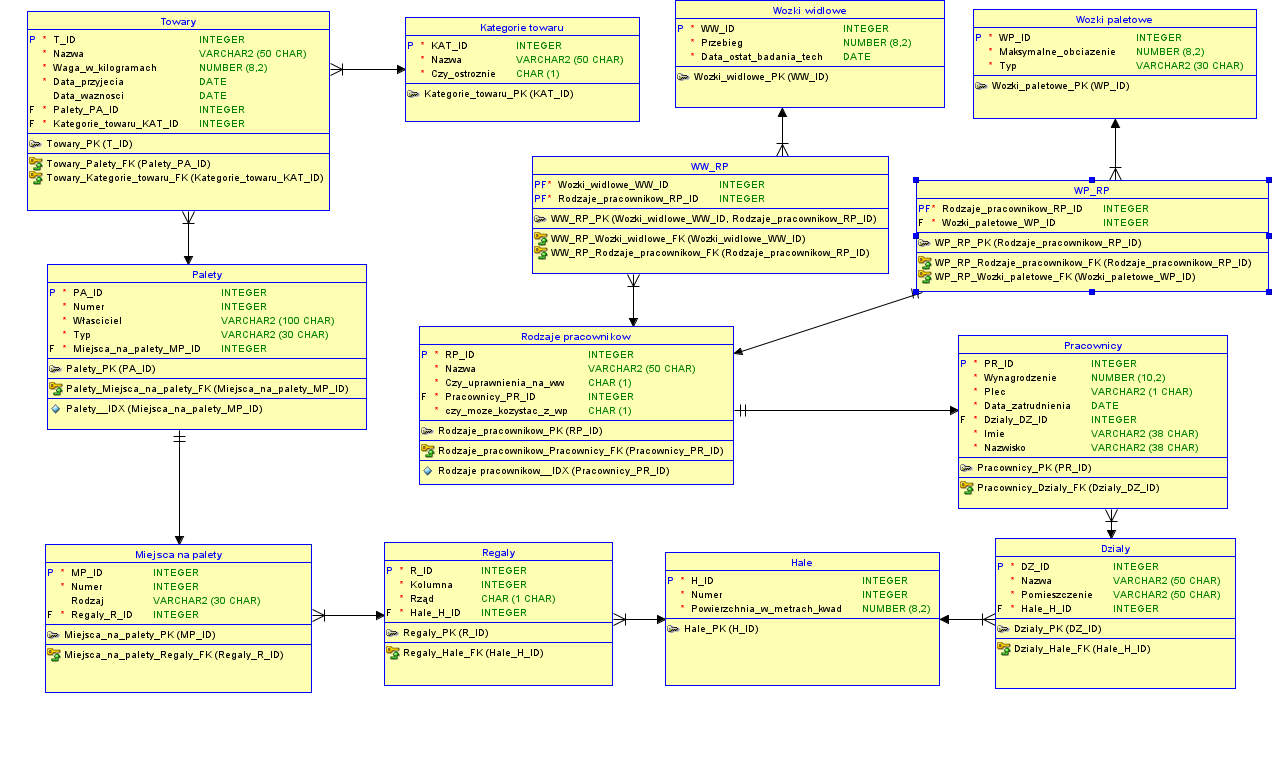 Towary
P * T_ID INTEGER
* Nazwa VARCHAR2 (50 CHAR)
* Waga_w_kilogramach NUMBER (8,2)
* Data_przyjecia DATE
Data_waznosci DATE
F * Palety_PA_ID INTEGER
F * Kategorie_towaru_KAT_ID INTEGER
Towary_PK (T_ID)
Towary_Palety_FK (Palety_PA_ID)
Towary_Kategorie_towaru_FK (Kategorie_towaru_KAT_ID)
Kategorie towaru
P * KAT_ID INTEGER
* Nazwa VARCHAR2 (50 CHAR)
* Czy_ostroznie CHAR (1)
Kategorie_towaru_PK (KAT_ID)
Wozki widlowe
P * WW_ID INTEGER
* Przebieg NUMBER (8,2)
* Data_ostat_badania_tech DATE
Wozki_widlowe_PK (WW_ID)
Wozki paletowe
P * WP_ID INTEGER
* Maksymalne_obciazenie NUMBER (8,2)
* Typ VARCHAR2 (30 CHAR)
Wozki_paletowe_PK (WP_ID)
WW_RP
PF* Wozki_widlowe_WW_ID INTEGER
PF* Rodzaje_pracownikow_RP_ID INTEGER
WW_RP_PK (Wozki_widlowe_WW_ID, Rodzaje_pracownikow_RP_ID)
WW_RP_Wozki_widlowe_FK (Wozki_widlowe_WW_ID)
WW_RP_Rodzaje_pracownikow_FK (Rodzaje_pracownikow_RP_ID)
WP_RP
PF* Rodzaje_pracownikow_RP_ID INTEGER
F * Wozki_paletowe_WP_ID INTEGER
WP_RP_PK (Rodzaje_pracownikow_RP_ID)
WP_RP_Rodzaje_pracownikow_FK (Rodzaje_pracownikow_RP_ID)
WP_RP_Wozki_paletowe_FK (Wozki_paletowe_WP_ID)
Palety
P * PA_ID INTEGER
* Numer INTEGER
* Własciciel VARCHAR2 (100 CHAR)
* Typ VARCHAR2 (30 CHAR)
F * Miejsca_na_palety_MP_ID INTEGER
Palety_PK (PA_ID)
Palety_Miejsca_na_palety_FK (Miejsca_na_palety_MP_ID)
Palety__IDX (Miejsca_na_palety_MP_ID)
Rodzaje pracownikow
P * RP_ID INTEGER
* Nazwa VARCHAR2 (50 CHAR)
* Czy_uprawnienia_na_ww CHAR (1)
F * Pracownicy_PR_ID INTEGER
* czy_moze_kozystac_z_wp CHAR (1)
Rodzaje_pracownikow_PK (RP_ID)
Rodzaje_pracownikow_Pracownicy_FK (Pracownicy_PR_ID)
Rodzaje pracownikow__IDX (Pracownicy_PR_ID)
Pracownicy
P * PR_ID INTEGER
* Wynagrodzenie NUMBER (10,2)
* Plec VARCHAR2 (1 CHAR)
* Data_zatrudnienia DATE
F * Dzialy_DZ_ID INTEGER
* Imie VARCHAR2 (38 CHAR)
* Nazwisko VARCHAR2 (38 CHAR)
Pracownicy_PK (PR_ID)
Pracownicy_Dzialy_FK (Dzialy_DZ_ID)
Miejsca na palety
P * MP_ID INTEGER
* Numer INTEGER
Rodzaj VARCHAR2 (30 CHAR)
F * Regaly_R_ID INTEGER
Miejsca_na_palety_PK (MP_ID)
Miejsca_na_palety_Regaly_FK (Regaly_R_ID)
Regaly
P * R_ID INTEGER
* Kolumna INTEGER
* Rząd CHAR (1 CHAR)
F * Hale_H_ID INTEGER
Regaly_PK (R_ID)
Regaly_Hale_FK (Hale_H_ID)
Hale
P * H_ID INTEGER
* Numer INTEGER
* Powierzchnia_w_metrach_kwad NUMBER (8,2)
Hale_PK (H_ID)
Dzialy
P * DZ_ID INTEGER
* Nazwa VARCHAR2 (50 CHAR)
* Pomieszczenie VARCHAR2 (50 CHAR)
F * Hale_H_ID INTEGER
Dzialy_PK (DZ_ID)
Dzialy_Hale_FK (Hale_H_ID)